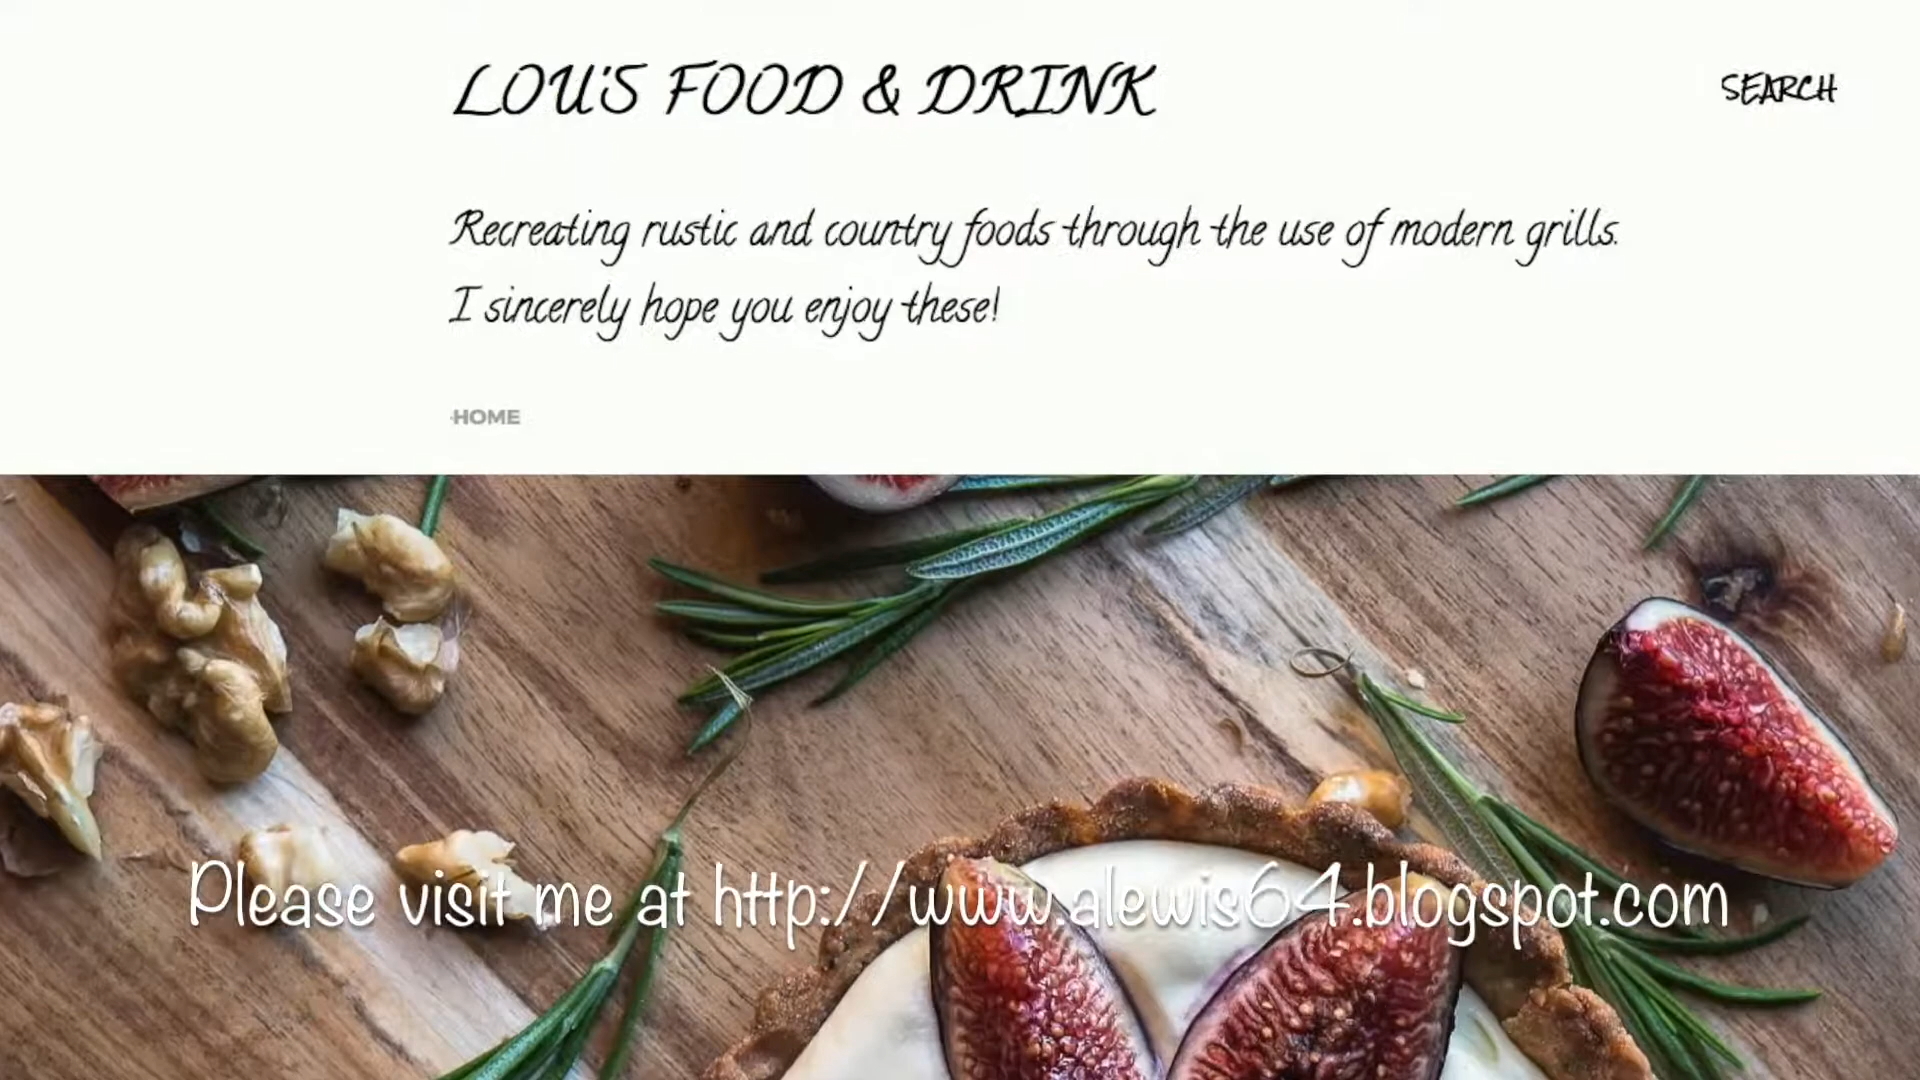 LOU'S FOOD & DRINK
SEARCH
Recreating rustic and country foods through the use of modern grills.
I sincerely hope you enjoy these!
HOME
Please visit me at http://www.alewis64.blogspot.com